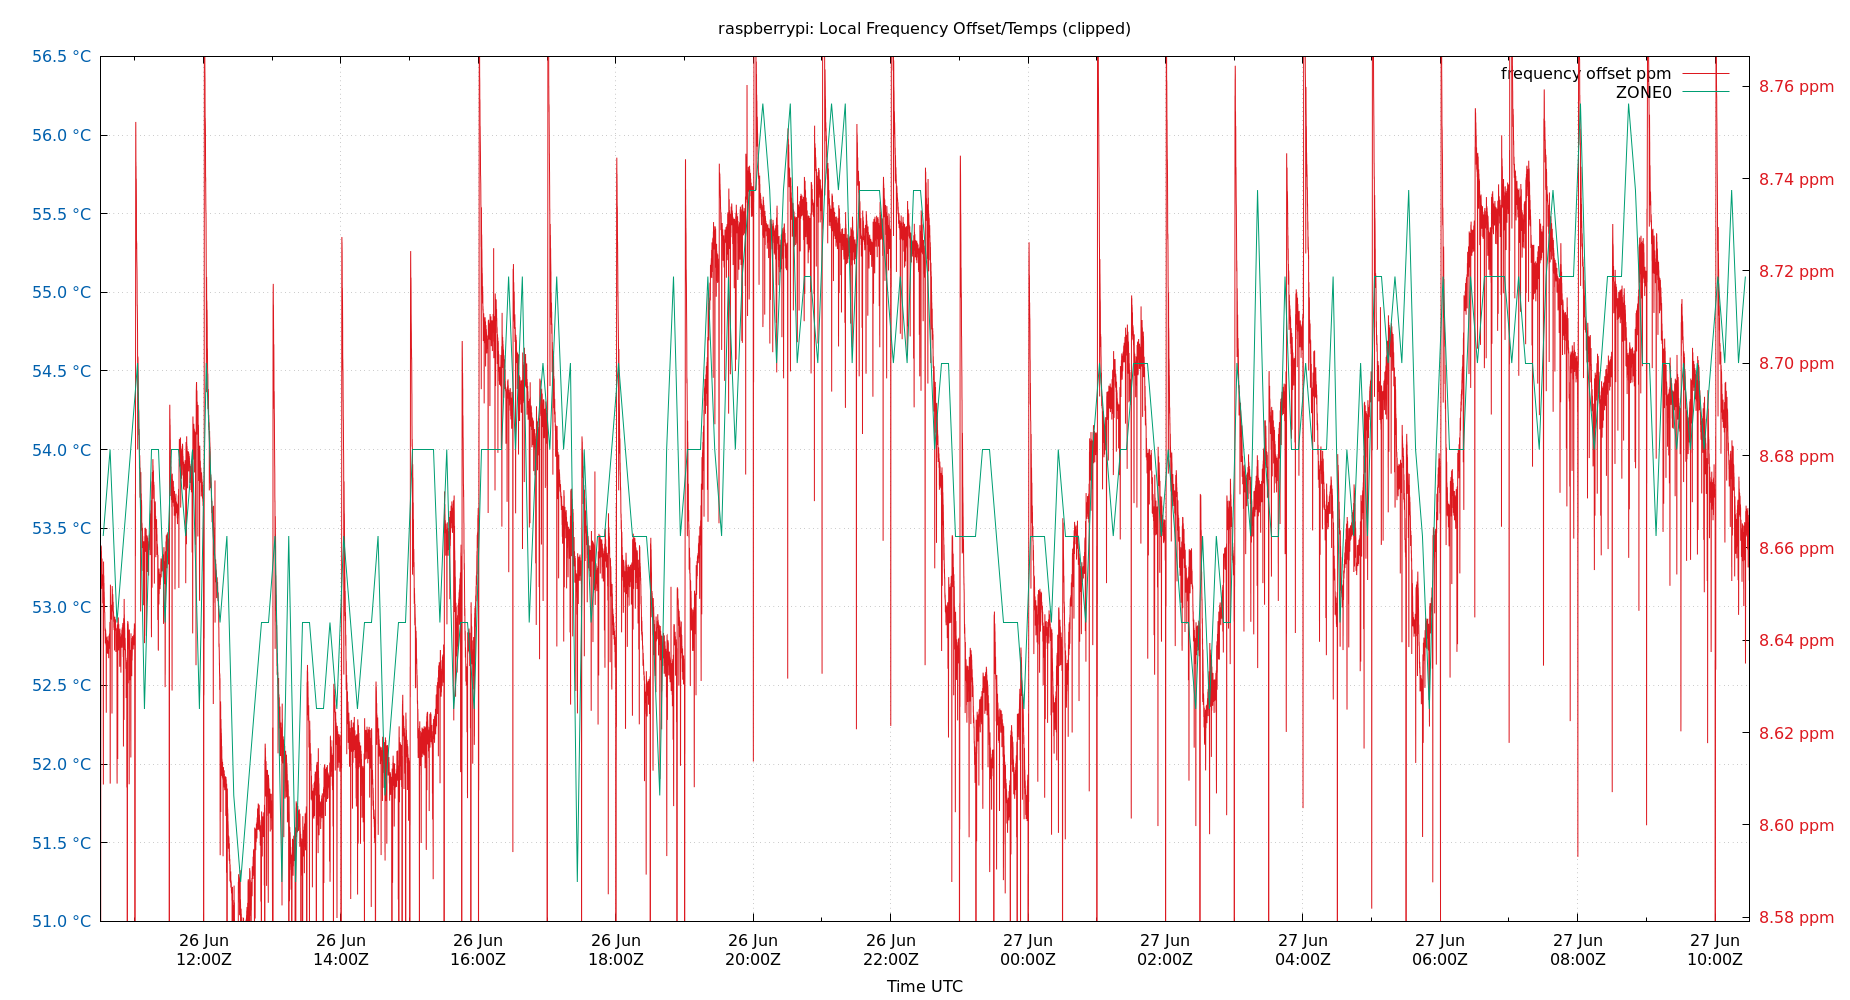 raspberrypi: Local Frequency Offset/Temps (clipped)
56.5 °C
56.0 °C
55.5 °C
55.0 °C
54.5 °C
54.0 °C
53.5 °C
53.0 °C
52.5 °C
52.0 °C
51.5 °C
51.0 °C
frequency offset ppm
ZONE0
8.76 ppm
8.74 ppm
8.72 ppm
8.70 ppm
8.68 ppm
8.66 ppm
8.64 ppm
8.62 ppm
8.60 ppm
8.58 ppm
26 Jun 26 Jun 26 Jun 26 Jun 26 Jun 26 Jun 27 Jun 27 Jun 27 Jun 27 Jun 27 Jun 27 Jun
12:00Z 14:00Z 16:00Z 18:00Z 20:00Z 22:00Z 00:00Z 02:00Z 04:00Z 06:00Z 08:00Z 10:00Z
Time UTC